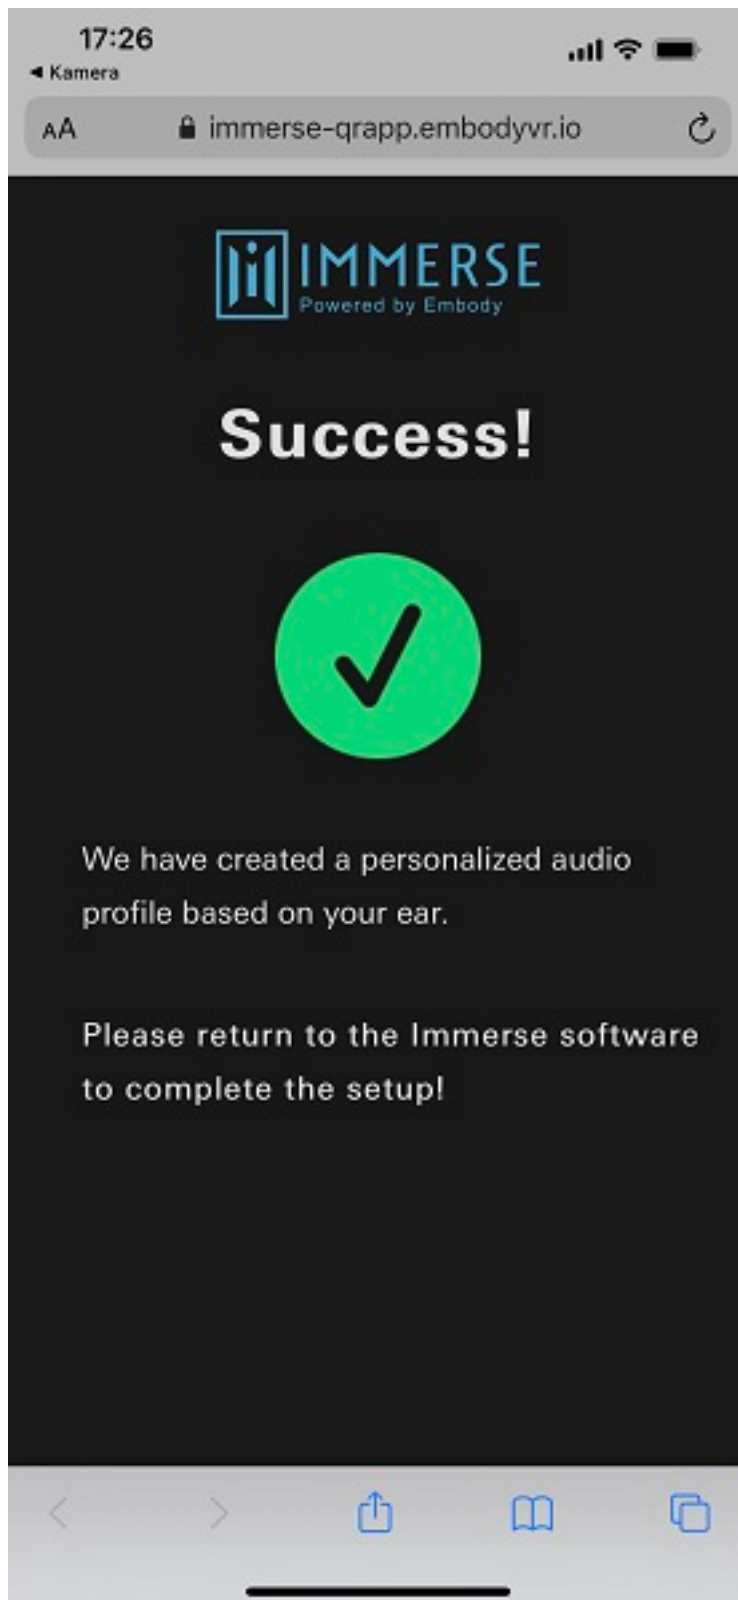 17:26
Kamera
AA immerse-qrapp.embodyvr.io
IMMERSE
Powered by Embody
Success!
We have created a personalized audio
profile based on your ear.
Please return to the Immerse software
to complete the setup!